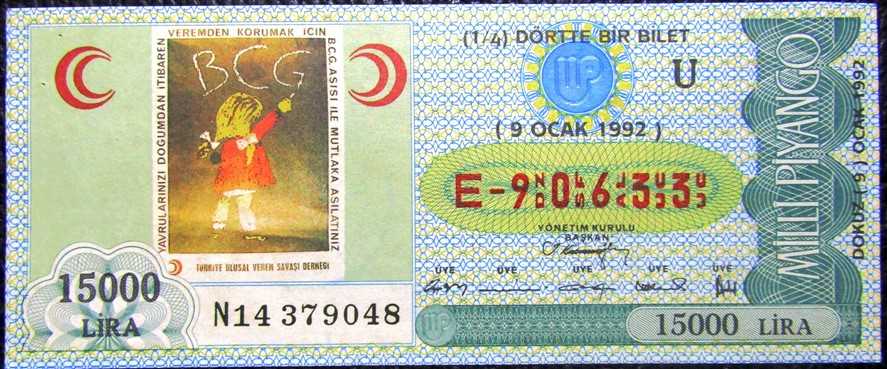 VEREMDEN KORUMAK İÇİN
YAVRULARINIZI DOĞUMDAN İTİBAREN
B.C.G. AŞISI İLE MUTLAKA AŞILATINIZ
BCG
TÜRKİYE ULUSAL VEREM SAVAŞI DERNEĞİ
15000
LİRA
N14 379048
(1/4) DÖRTTE BİR BİLET
U
( 9 OCAK 1992 )
E-90633
YÖNETİM KURULU
BAŞKAN
ÜYE ÜYE ÜYE ÜYE ÜYE
15000 LİRA
MİLLİ PİYANGO
DOKUZ ( 9 ) OCAK 1992